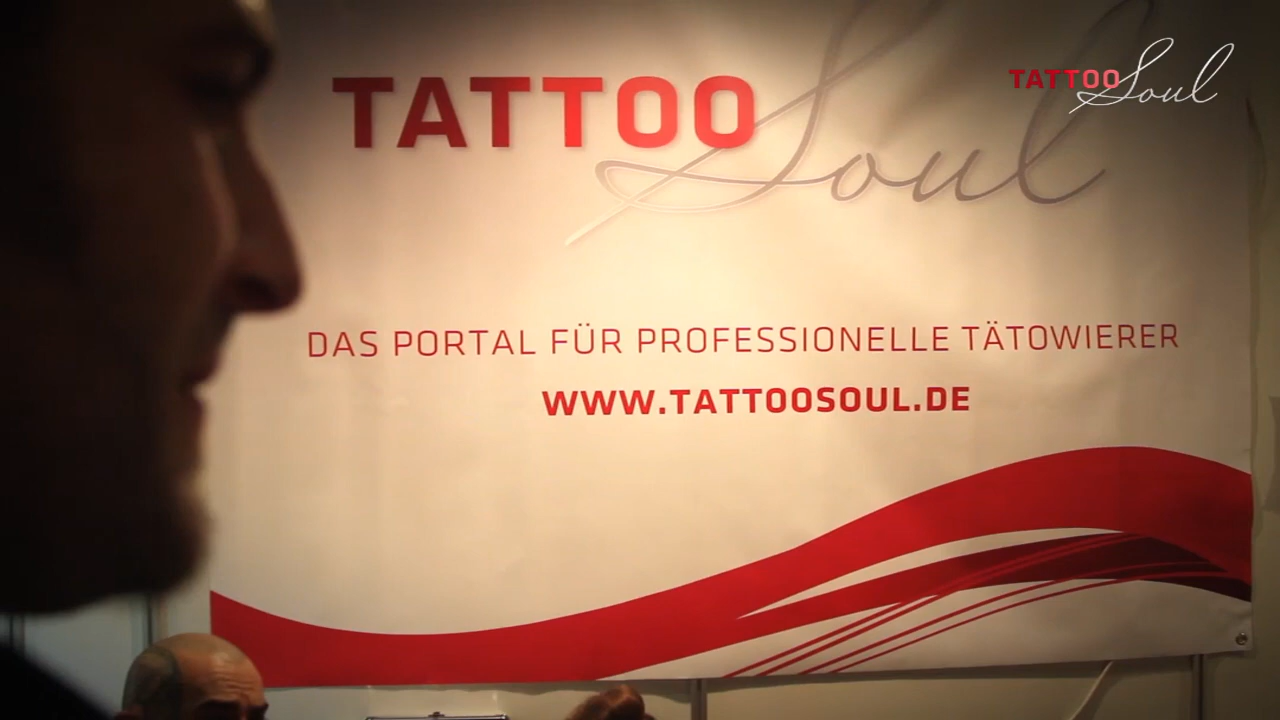 TATTOO Soul
TATTOO Soul
DAS PORTAL FÜR PROFESSIONELLE TÄTOWIERER
WWW.TATTOOSOUL.DE